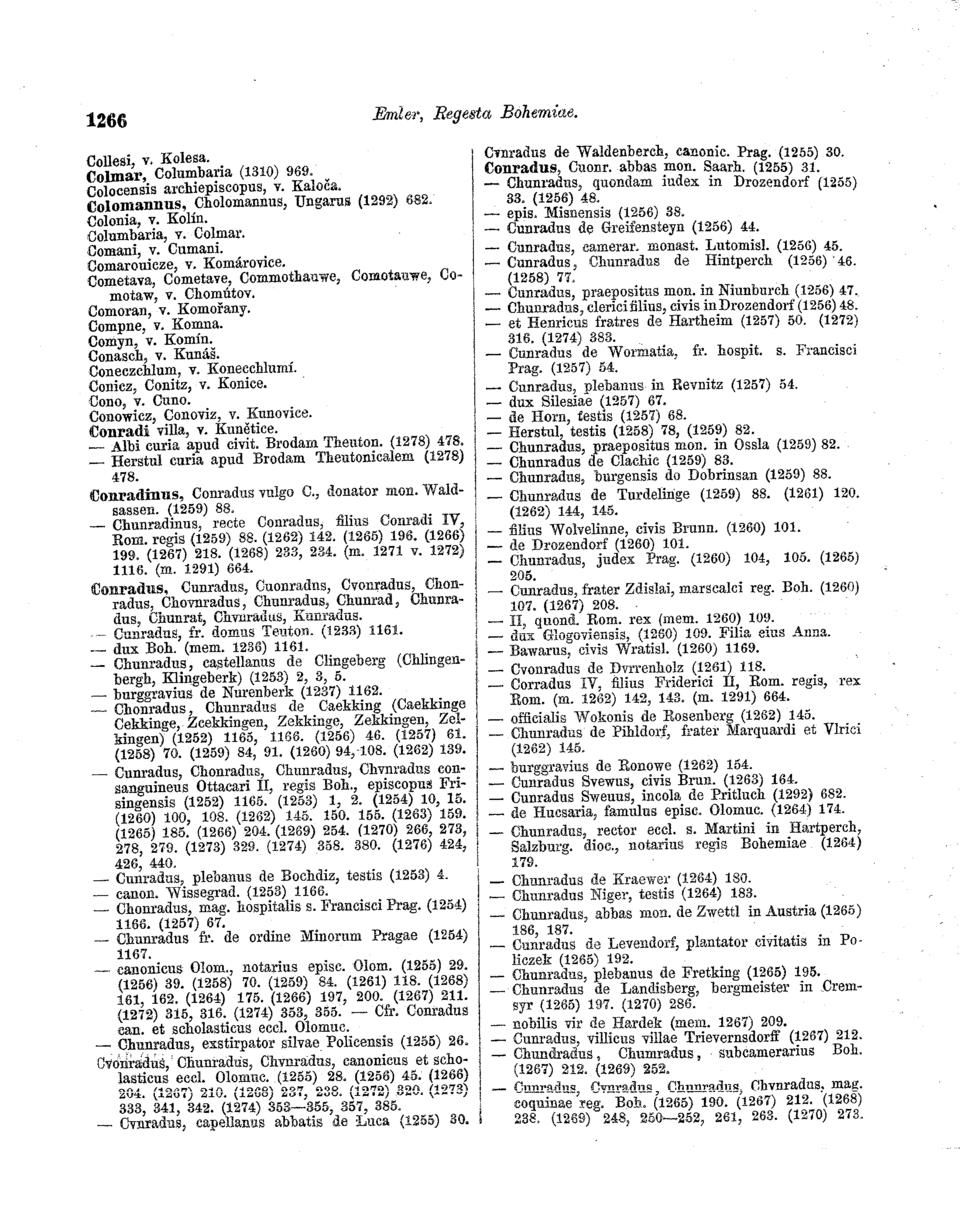 1266
Emler, Regesta Bohemiae.
Collesi, v. Kolesa.
Colmar, Columbaria (1310) 969.
Colocensis archiepiscopus, v. Kaloča.
Colomannus, Cholomannus, Ungarus (1292) 682.
Colonia, v. Kolín.
Columbaria, v. Colmar.
Comani, v. Cumani.
Comarouicze, v. Komárovice.
Cometava, Cometave, Commothauwe, Comotauwe, Co-
motaw, v. Chomútov.
Comoran, v. Komořany.
Compne, v. Komna.
Comyn, v. Komín.
Conasch, v. Kunáš.
Coneczchlum, v. Konecchlumí.
Conicz, Conitz, v. Konice.
Cono, v. Cuno.
Conowicz, Conoviz, v. Kunovice.
Conradi villa, v. Kunětice.
— Albi curia apud civit. Brodam Theuton. (1278) 478.
— Herstul curia apud Brodam Theutonicalem (1278)
478.
Conradinus, Conradus vulgo C., donator mon. Wald-
sassen. (1259) 88.
— Chunradinus, recte Conradus, filius Conradi IV,
Rom. regis (1259) 88. (1262) 142. (1265) 196. (1266)
199. (1267) 218. (1268) 233, 234. (m. 1271 v. 1272)
1116. (m. 1291) 664.
Conradus, Cunradus, Cuonradus, Cvonradus, Chon-
radus, Chovnradus, Chunradus, Chunrad, Chunra-
dus, Chunrat, Chvnradus, Kunradus.
— Cunradus, fr. domus Teuton. (1233) 1161.
— dux Boh. (mem. 1236) 1161.
— Chunradus, castellanus de Clingeberg (Chlingen-
bergh, Klingeberk) (1253) 2, 3, 5.
— burggravius de Nurenberk (1237) 1162.
— Chonradus, Chunradus de Caekking (Caekkinge
Cekkinge, Zcekkingen, Zekkinge, Zekkingen, Zel-
kingen) (1252) 1165, 1166. (1256) 46. (1257) 61.
(1258) 70. (1259) 84, 91. (1260) 94, 108. (1262) 139.
— Cunradus, Chonradus, Chunradus, Chvnradus con-
sanguineus Ottacari II, regis Boh., episcopus Fri-
singensis (1252) 1165. (1253) 1, 2. (1254) 10, 15.
(1260) 100, 108. (1262) 145. 150. 155. (1263) 159.
(1265) 185. (1266) 204. (1269) 254. (1270) 266, 273,
278, 279. (1273) 329. (1274) 358. 380. (1276) 424,
426, 440.
— Cunradus, plebanus de Bochdiz, testis (1253) 4.
— canon. Wissegrad. (1253) 1166.
— Chonradus, mag. hospitalis s. Francisci Prag. (1254)
1166. (1257) 67.
— Chunradus fr. de ordine Minorum Pragae (1254)
1167.
— canonicus Olom., notarius episc. Olom. (1255) 29.
(1256) 39. (1258) 70. (1259) 84. (1261) 118. (1268)
161, 162. (1264) 175. (1266) 197, 200. (1267) 211.
(1272) 315, 316. (1274) 353, 355. — Cfr. Conradus
can. et scholasticus eccl. Olomuc.
— Chunradus, exstirpator silvae Policensis (1255) 26.
Cvonradus, Chunradus, Chvnradus, canonicus et scho-
lasticus eccl. Olomuc. (1255) 28. (1256) 45. (1266)
204. (1267) 210. (1268) 237, 238. (1272) 320. (1273)
333, 341, 342. (1274) 353—355, 357, 385.
— Cvnradus, capellanus abbatis de Luca (1255) 30.
Cvnradus de Waldenberch, canonic. Prag. (1255) 30.
Conradus, Cuonr. abbas mon. Saarh. (1255) 31.
— Chunradus, quondam iudex in Drozendorf (1255)
33. (1256) 48.
— epis. Misnensis (1256) 38.
— Cunradus de Greifensteyn (1256) 44.
— Cunradus, camerar. monast. Lutomisl. (1256) 45.
— Cunradus, Chunradus de Hintperch (1256) 46.
(1258) 77.
— Cunradus, praepositus mon. in Niunburch (1256) 47.
— Chunradus, clerici filius, civis in Drozendorf (1256) 48.
— et Henricus fratres de Hartheim (1257) 50. (1272)
316. (1274) 383.
— Cunradus de Wormatia, fr. hospit. s. Francisci
Prag. (1257) 54.
— Cunradus, plebanus in Revnitz (1257) 54.
— dux Silesiae (1257) 67.
— de Horn, testis (1257) 68.
— Herstul, testis (1258) 78, (1259) 82.
— Chunradus, praepositus mon. in Ossla (1259) 82.
— Chunradus de Clachic (1259) 83.
— Chunradus, burgensis do Dobrinsan (1259) 88.
— Chunradus de Turdelinge (1259) 88. (1261) 120.
(1262) 144, 145.
— filius Wolvelinne, civis Brunn. (1260) 101.
— de Drozendorf (1260) 101.
— Chunradus, judex Prag. (1260) 104, 105. (1265)
205.
— Cunradus, frater Zdislai, marscalci reg. Boh. (1260)
107. (1267) 208.
— II, quond. Rom. rex (mem. 1260) 109.
— dux Glogoviensis, (1260) 109. Filia eius Anna.
— Bawarus, civis Wratisl. (1260) 1169.
— Cvonradus de Dvrrenholz (1261) 118.
— Corradus IV, filius Friderici II, Rom. regis, rex
Rom. (m. 1262) 142, 143. (m. 1291) 664.
— officialis Wokonis de Rosenberg (1262) 145.
— Chunradus de Pihldorf, frater Marquardi et Vlrici
(1262) 145.
— burggravius de Ronowe (1262) 154.
— Cunradus Svewus, civis Brun. (1263) 164.
— Cunradus Sweuus, incola de Pritluch (1292) 682.
— de Hucsaria, famulus episc. Olomuc. (1264) 174.
— Chunradus, rector eccl. s. Martini in Hartperch,
Salzburg. dioc., notarius regis Bohemiae (1264)
179.
— Chunradus de Kraewer (1264) 180.
— Chunradus Niger, testis (1264) 183.
— Chunradus, abbas mon. de Zwettl in Austria (1265)
186, 187.
— Cunradus de Levendorf, plantator civitatis in Po-
liczek (1265) 192.
— Chunradus, plebanus de Fretking (1265) 195.
— Chunradus de Landisberg, bergmeister in Crem-
syr (1265) 197. (1270) 286.
— nobilis vir de Hardek (mem. 1267) 209.
— Cunradus, villicus villae Trievernsdorff (1267) 212.
— Chundradus, Chumradus, subcamerarius Boh.
(1267) 212. (1269) 252.
— Cunradus, Cvnradus, Chunradus, Chvnradus, mag.
coquinae reg. Boh. (1265) 190. (1267) 212. (1268)
238. (1269) 248, 250—252, 261, 263. (1270) 273.